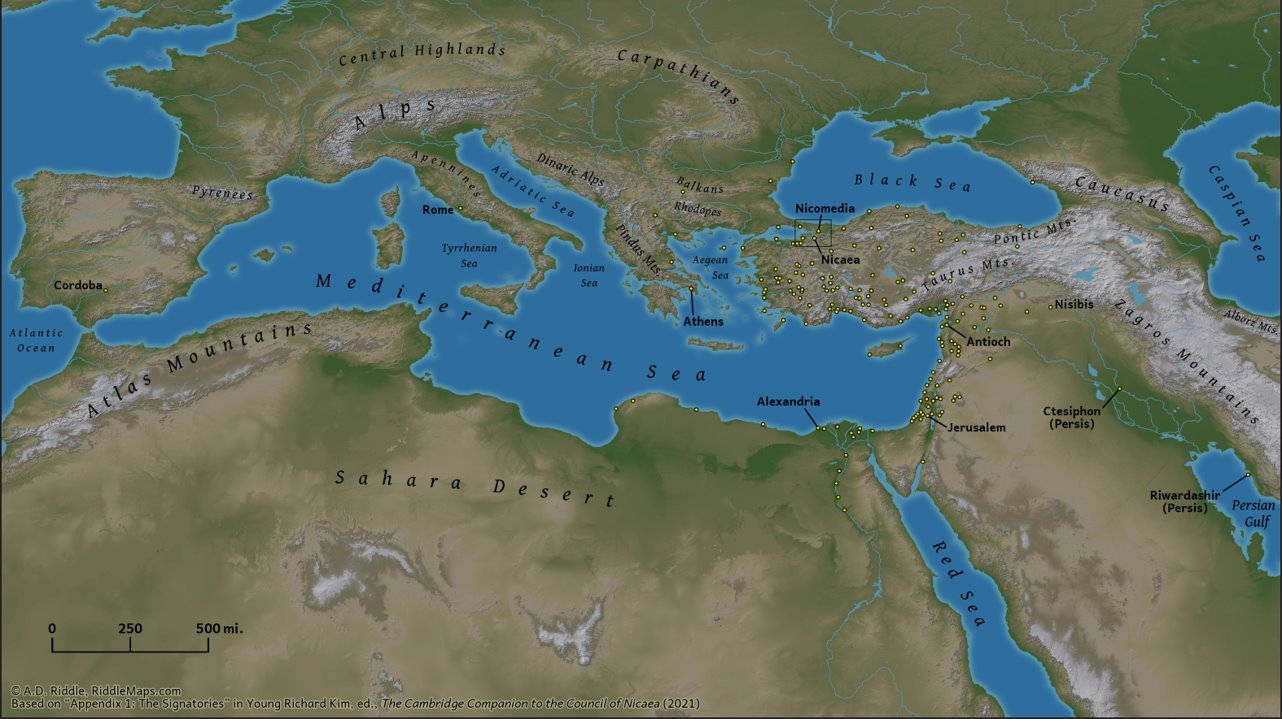 Central Highlands
Carpathians
Alps
Apennines
Dinaric Alps
Adriatic Sea
Pyrenees
Balkans
Rhodopes
Black Sea
Caucasus
Caspian Sea
Rome
Nicomedia
Pindus Mts.
Pontic Mts.
Tyrrhenian
Sea
Ionian
Sea
Aegean
Sea
Nicaea
Taurus Mts.
Cordoba
Mediterranean Sea
Nisibis
Zagros Mountains
Alborz Mts.
Atlantic
Ocean
Atlas Mountains
Athens
Antioch
Alexandria
Jerusalem
Ctesiphon
(Persis)
Sahara Desert
Riwardashir
(Persis)
Persian
Gulf
Red Sea
0 250 500 mi.
© A.D. Riddle, RiddleMaps.com
Based on "Appendix 1: The Signatories" in Young Richard Kim, ed., The Cambridge Companion to the Council of Nicaea (2021)